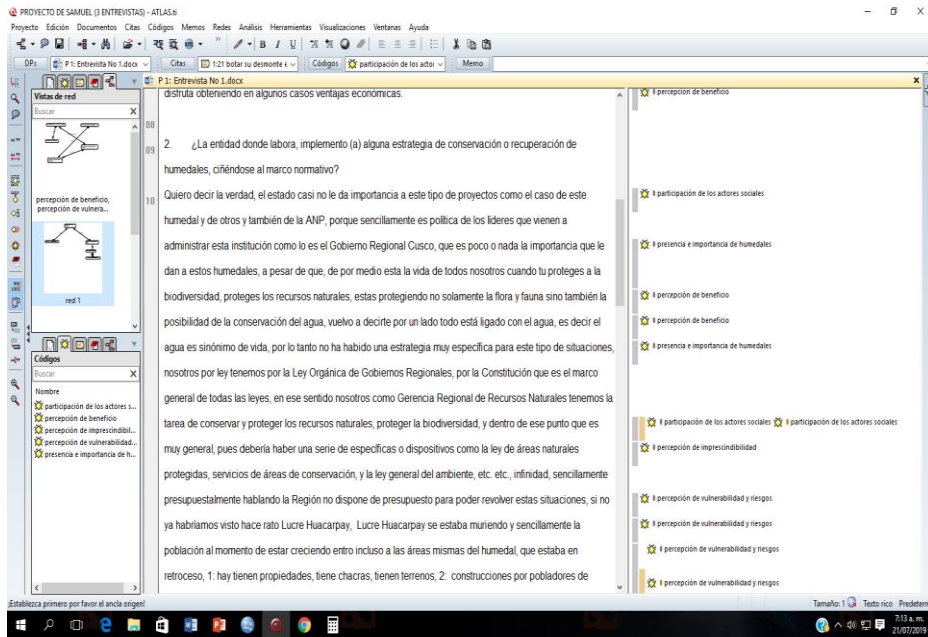 PROYECTO DE SAMUEL (3 ENTREVISTAS) - ATLAS.ti
Proyecto Edición Documentos Citas Códigos Memos Redes Análisis Herramientas Visualizaciones Ventanas Ayuda
DPs P 1: Entrevista No 1.docx Citas 1:21 botar su desmonte e Códigos participación de los actor Memo
P 1: Entrevista No 1.docx
Vistas de red
Buscar
percepción de beneficio,
percepción de vulnera...
red 1
Códigos
Buscar
Nombre
participación de los actores s...
percepción de beneficio
percepción de imprescindibil...
percepción de vulnerabilidad...
presencia e importancia de h...
08
09
10
disfruta obteniendo en algunos casos ventajas económicas.
2. ¿La entidad donde labora, implemento (a) alguna estrategia de conservación o recuperación de
humedales, ciñéndose al marco normativo?
Quiero decir la verdad, el estado casi no le da importancia a este tipo de proyectos como el caso de este
humedal y de otros y también de la ANP, porque sencillamente es política de los líderes que vienen a
administrar esta institución como lo es el Gobierno Regional Cusco, que es poco o nada la importancia que le
dan a estos humedales, a pesar de que, de por medio esta la vida de todos nosotros cuando tu proteges a la
biodiversidad, proteges los recursos naturales, estas protegiendo no solamente la flora y fauna sino también la
posibilidad de la conservación del agua, vuelvo a decirte por un lado todo está ligado con el agua, es decir el
agua es sinónimo de vida, por lo tanto no ha habido una estrategia muy específica para este tipo de situaciones,
nosotros por ley tenemos por la Ley Orgánica de Gobiernos Regionales, por la Constitución que es el marco
general de todas las leyes, en ese sentido nosotros como Gerencia Regional de Recursos Naturales tenemos la
tarea de conservar y proteger los recursos naturales, proteger la biodiversidad, y dentro de ese punto que es
muy general, pues debería haber una serie de específicas o dispositivos como la ley de áreas naturales
protegidas, servicios de áreas de conservación, y la ley general del ambiente, etc. etc., infinidad, sencillamente
presupuestalmente hablando la Región no dispone de presupuesto para poder revolver estas situaciones, si no
ya habríamos visto hace rato Lucre Huacarpay, Lucre Huacarpay se estaba muriendo y sencillamente la
población al momento de estar creciendo entro incluso a las áreas mismas del humedal, que estaba en
retroceso, 1: hay tienen propiedades, tiene chacras, tienen terrenos, 2: construcciones por pobladores de
percepción de beneficio
participación de los actores sociales
presencia e importancia de humedales
percepción de beneficio
percepción de beneficio
presencia e importancia de humedales
participación de los actores sociales participación de los actores sociales
percepción de imprescindibilidad
percepción de vulnerabilidad y riesgos
percepción de vulnerabilidad y riesgos
percepción de vulnerabilidad y riesgos
percepción de vulnerabilidad y riesgos
¡Establezca primero por favor el ancla origen!
Tamaño: 1 Texto rico Predetern
7:13 a. m.
21/07/2019